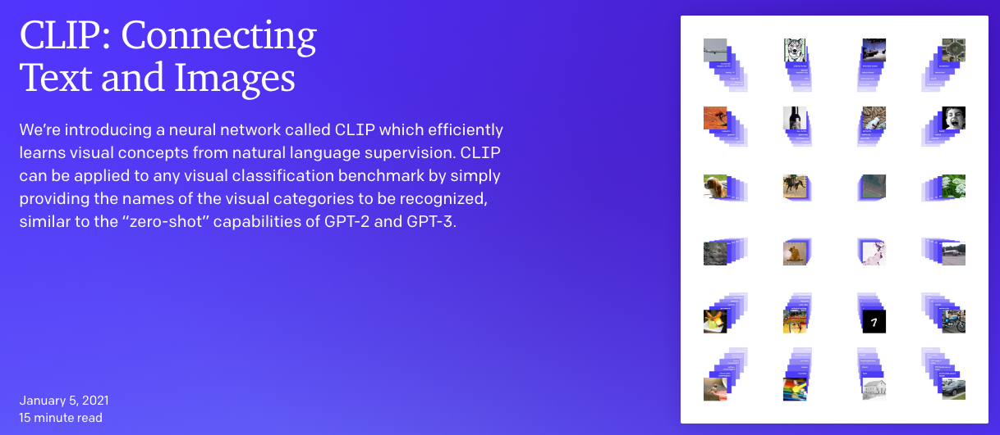 CLIP: Connecting
Text and Images
We’re introducing a neural network called CLIP which efficiently
learns visual concepts from natural language supervision. CLIP
can be applied to any visual classification benchmark by simply
providing the names of the visual categories to be recognized,
similar to the “zero-shot” capabilities of GPT-2 and GPT-3.
7
January 5, 2021
15 minute read